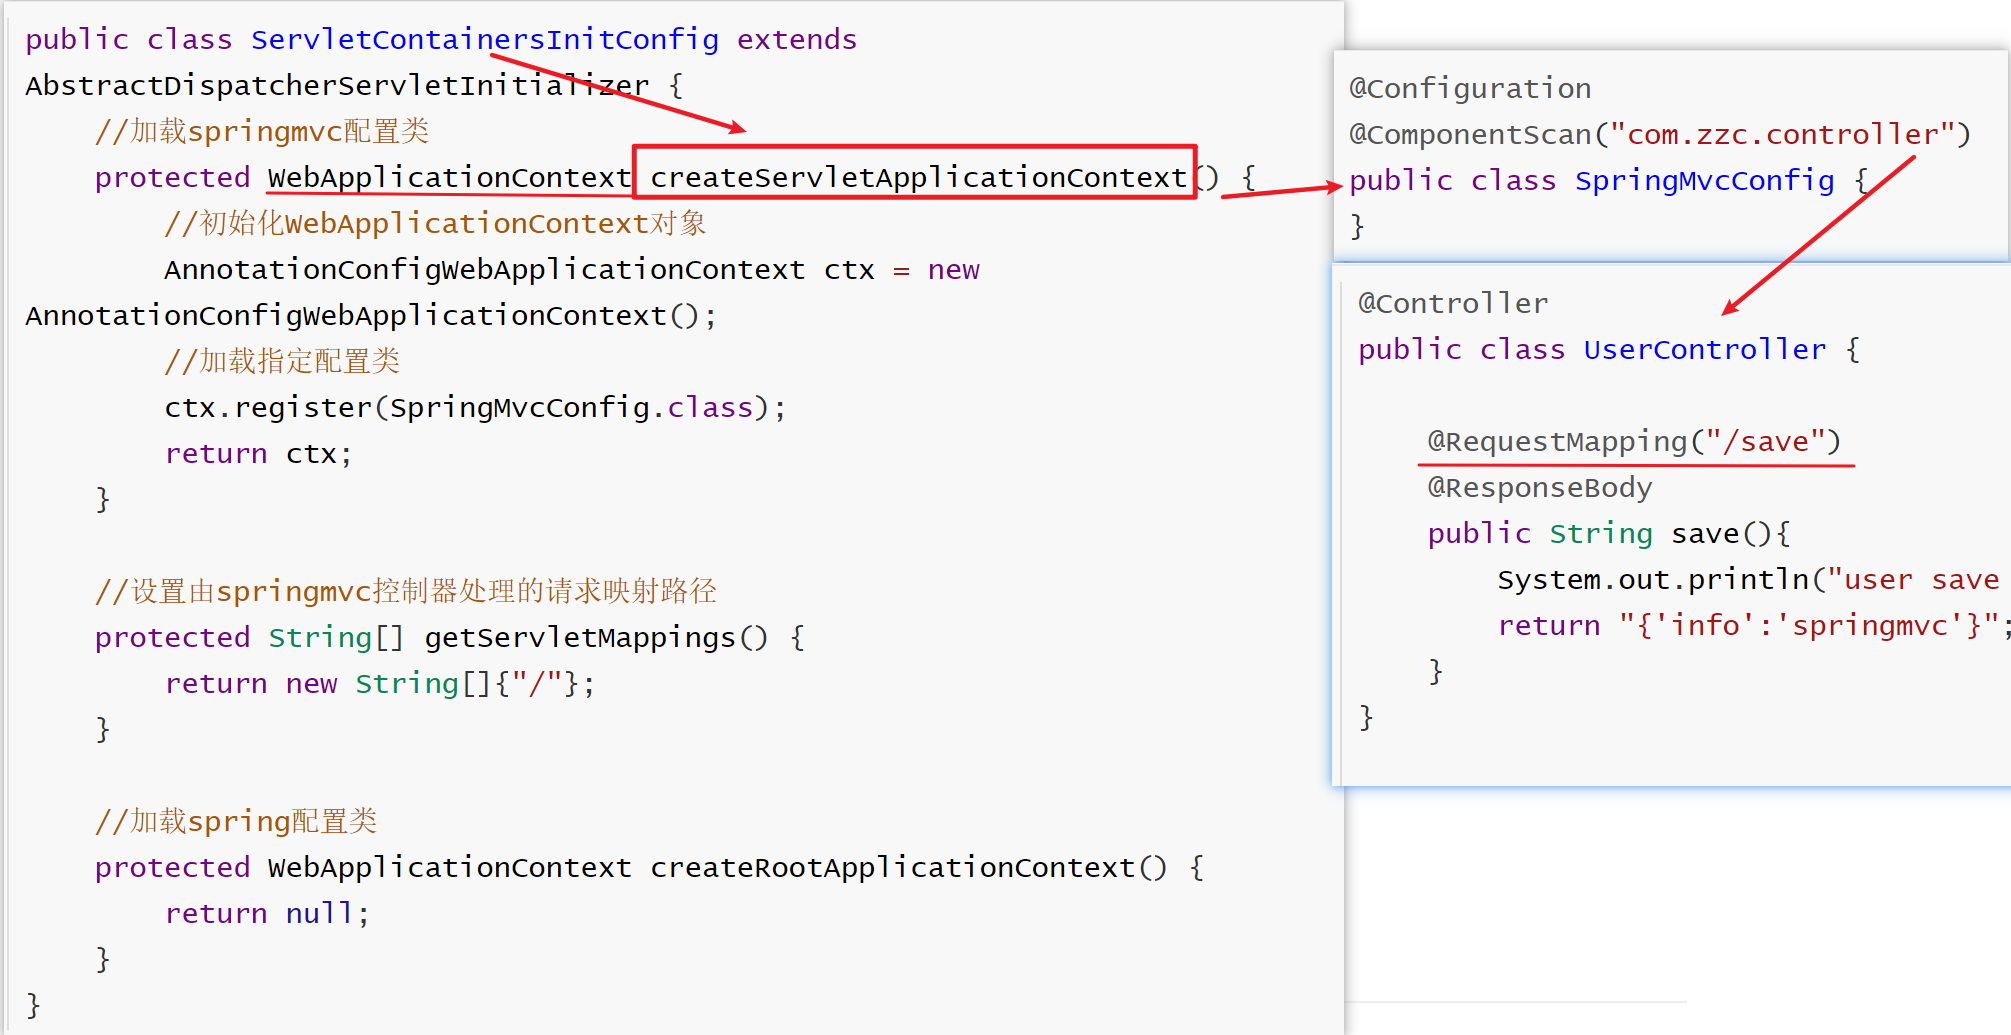 public class ServletContainersInitConfig extends
AbstractDispatcherServletInitializer {
//加载springmvc配置类
protected WebApplicationContext createServletApplicationContext() {
//初始化WebApplicationContext对象
AnnotationConfigWebApplicationContext ctx = new
AnnotationConfigWebApplicationContext();
//加载指定配置类
ctx.register(SpringMvcConfig.class);
return ctx;
}
//设置由springmvc控制器处理的请求映射路径
protected String[] getServletMappings() {
return new String[]{"/"};
}
//加载spring配置类
protected WebApplicationContext createRootApplicationContext() {
return null;
}
}
@Configuration
@ComponentScan("com.zzc.controller")
public class SpringMvcConfig {
}
@Controller
public class UserController {
@RequestMapping("/save")
@ResponseBody
public String save(){
System.out.println("user save
return "{'info':'springmvc'}";
}
}